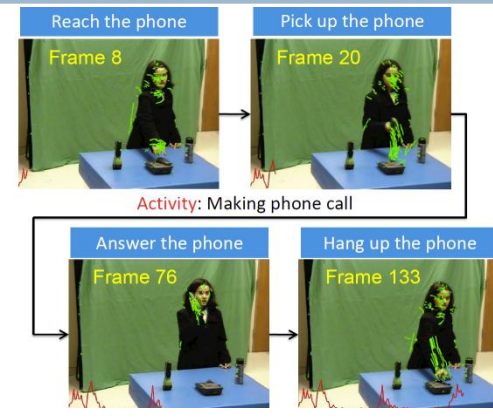 Reach the phone
Pick up the phone
Frame 8
Frame 20
Activity: Making phone call
Answer the phone
Hang up the phone
Frame 76
Frame 133